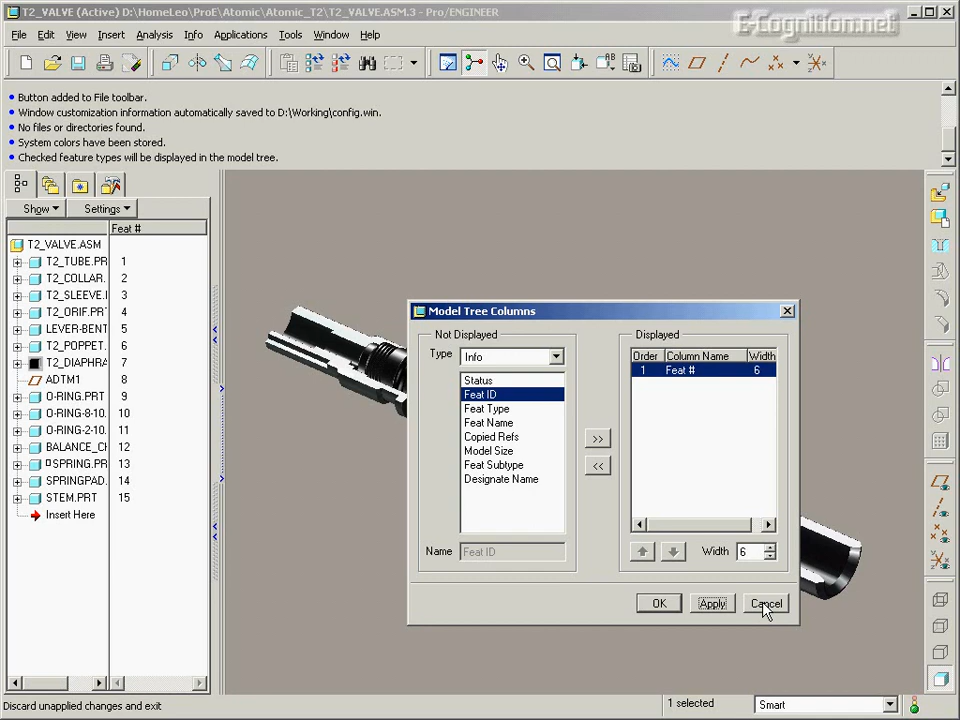 T2_VALVE (Active) D:\HomeLeo\ProE\Atomic\Atomic_T2\T2_VALVE.ASM.3 - Pro/ENGINEER
E-Cognition.net
File Edit View Insert Analysis Info Applications Tools Window Help
Button added to File toolbar.
Window customization information automatically saved to D:\Working\config.win.
No files or directories found.
System colors have been stored.
Checked feature types will be displayed in the model tree.
Show Settings
Feat #
T2_VALVE.ASM
T2_TUBE.PR 1
T2_COLLAR. 2
T2_SLEEVE.I 3
T2_ORIF.PR 4
LEVER-BENT 5
T2_POPPET. 6
T2_DIAPHRA 7
ADTM1 8
O-RING.PRT 9
O-RING-8-10. 10
O-RING-2-10. 11
BALANCE_CH 12
SPRING.PR 13
SPRINGPAD. 14
STEM.PRT 15
Insert Here
Model Tree Columns
Not Displayed
Type Info
Status
Feat ID
Feat Type
Feat Name
Copied Refs
Model Size
Feat Subtype
Designate Name
Name Feat ID
>>
<<
Displayed
Order Column Name Width
1 Feat # 6
Width 6
OK Apply Cancel
Discard unapplied changes and exit
1 selected
Smart